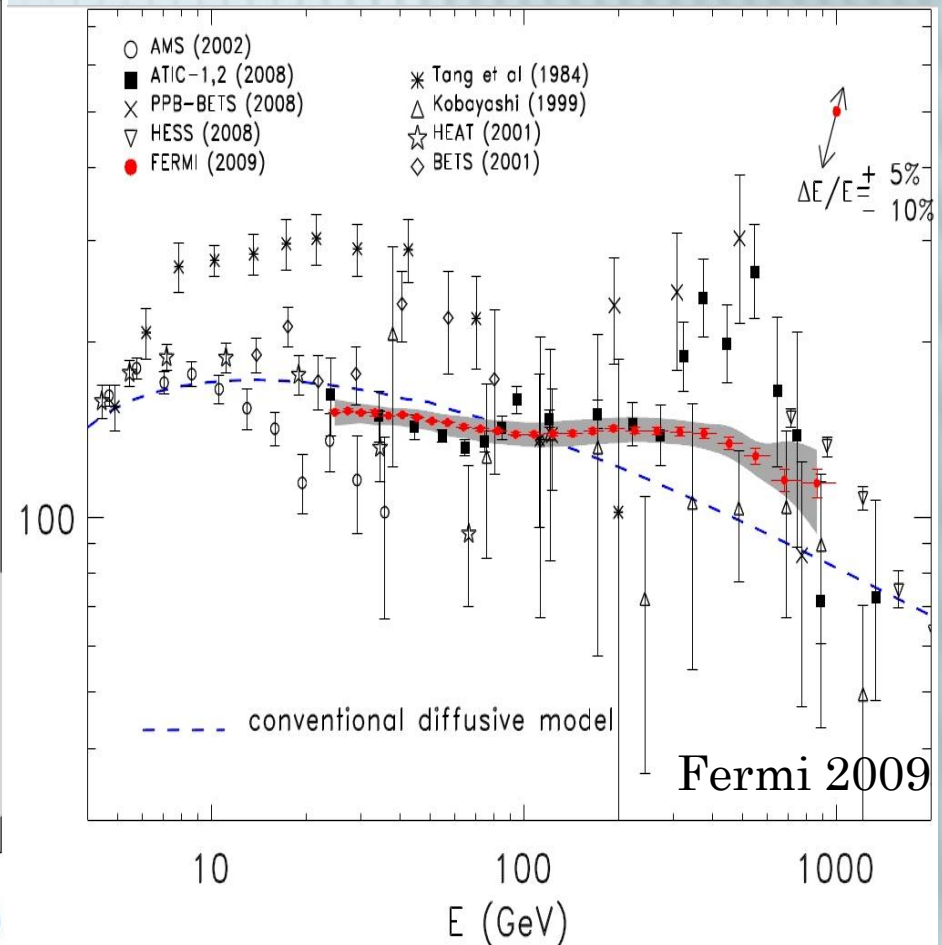 AMS (2002)
ATIC-1,2 (2008)
PPB-BETS (2008)
HESS (2008)
FERMI (2009)
Tang et al (1984)
Kobayashi (1999)
HEAT (2001)
BETS (2001)
ΔE/E= + 5%
- 10%
100
conventional diffusive model
Fermi 2009
10 100 1000
E (GeV)